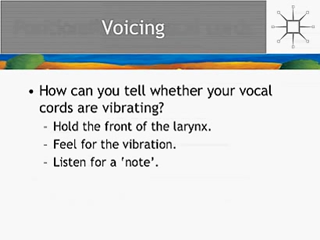 Voicing
• How can you tell whether your vocal
cords are vibrating?
– Hold the front of the larynx.
– Feel for the vibration.
– Listen for a ‘note’.